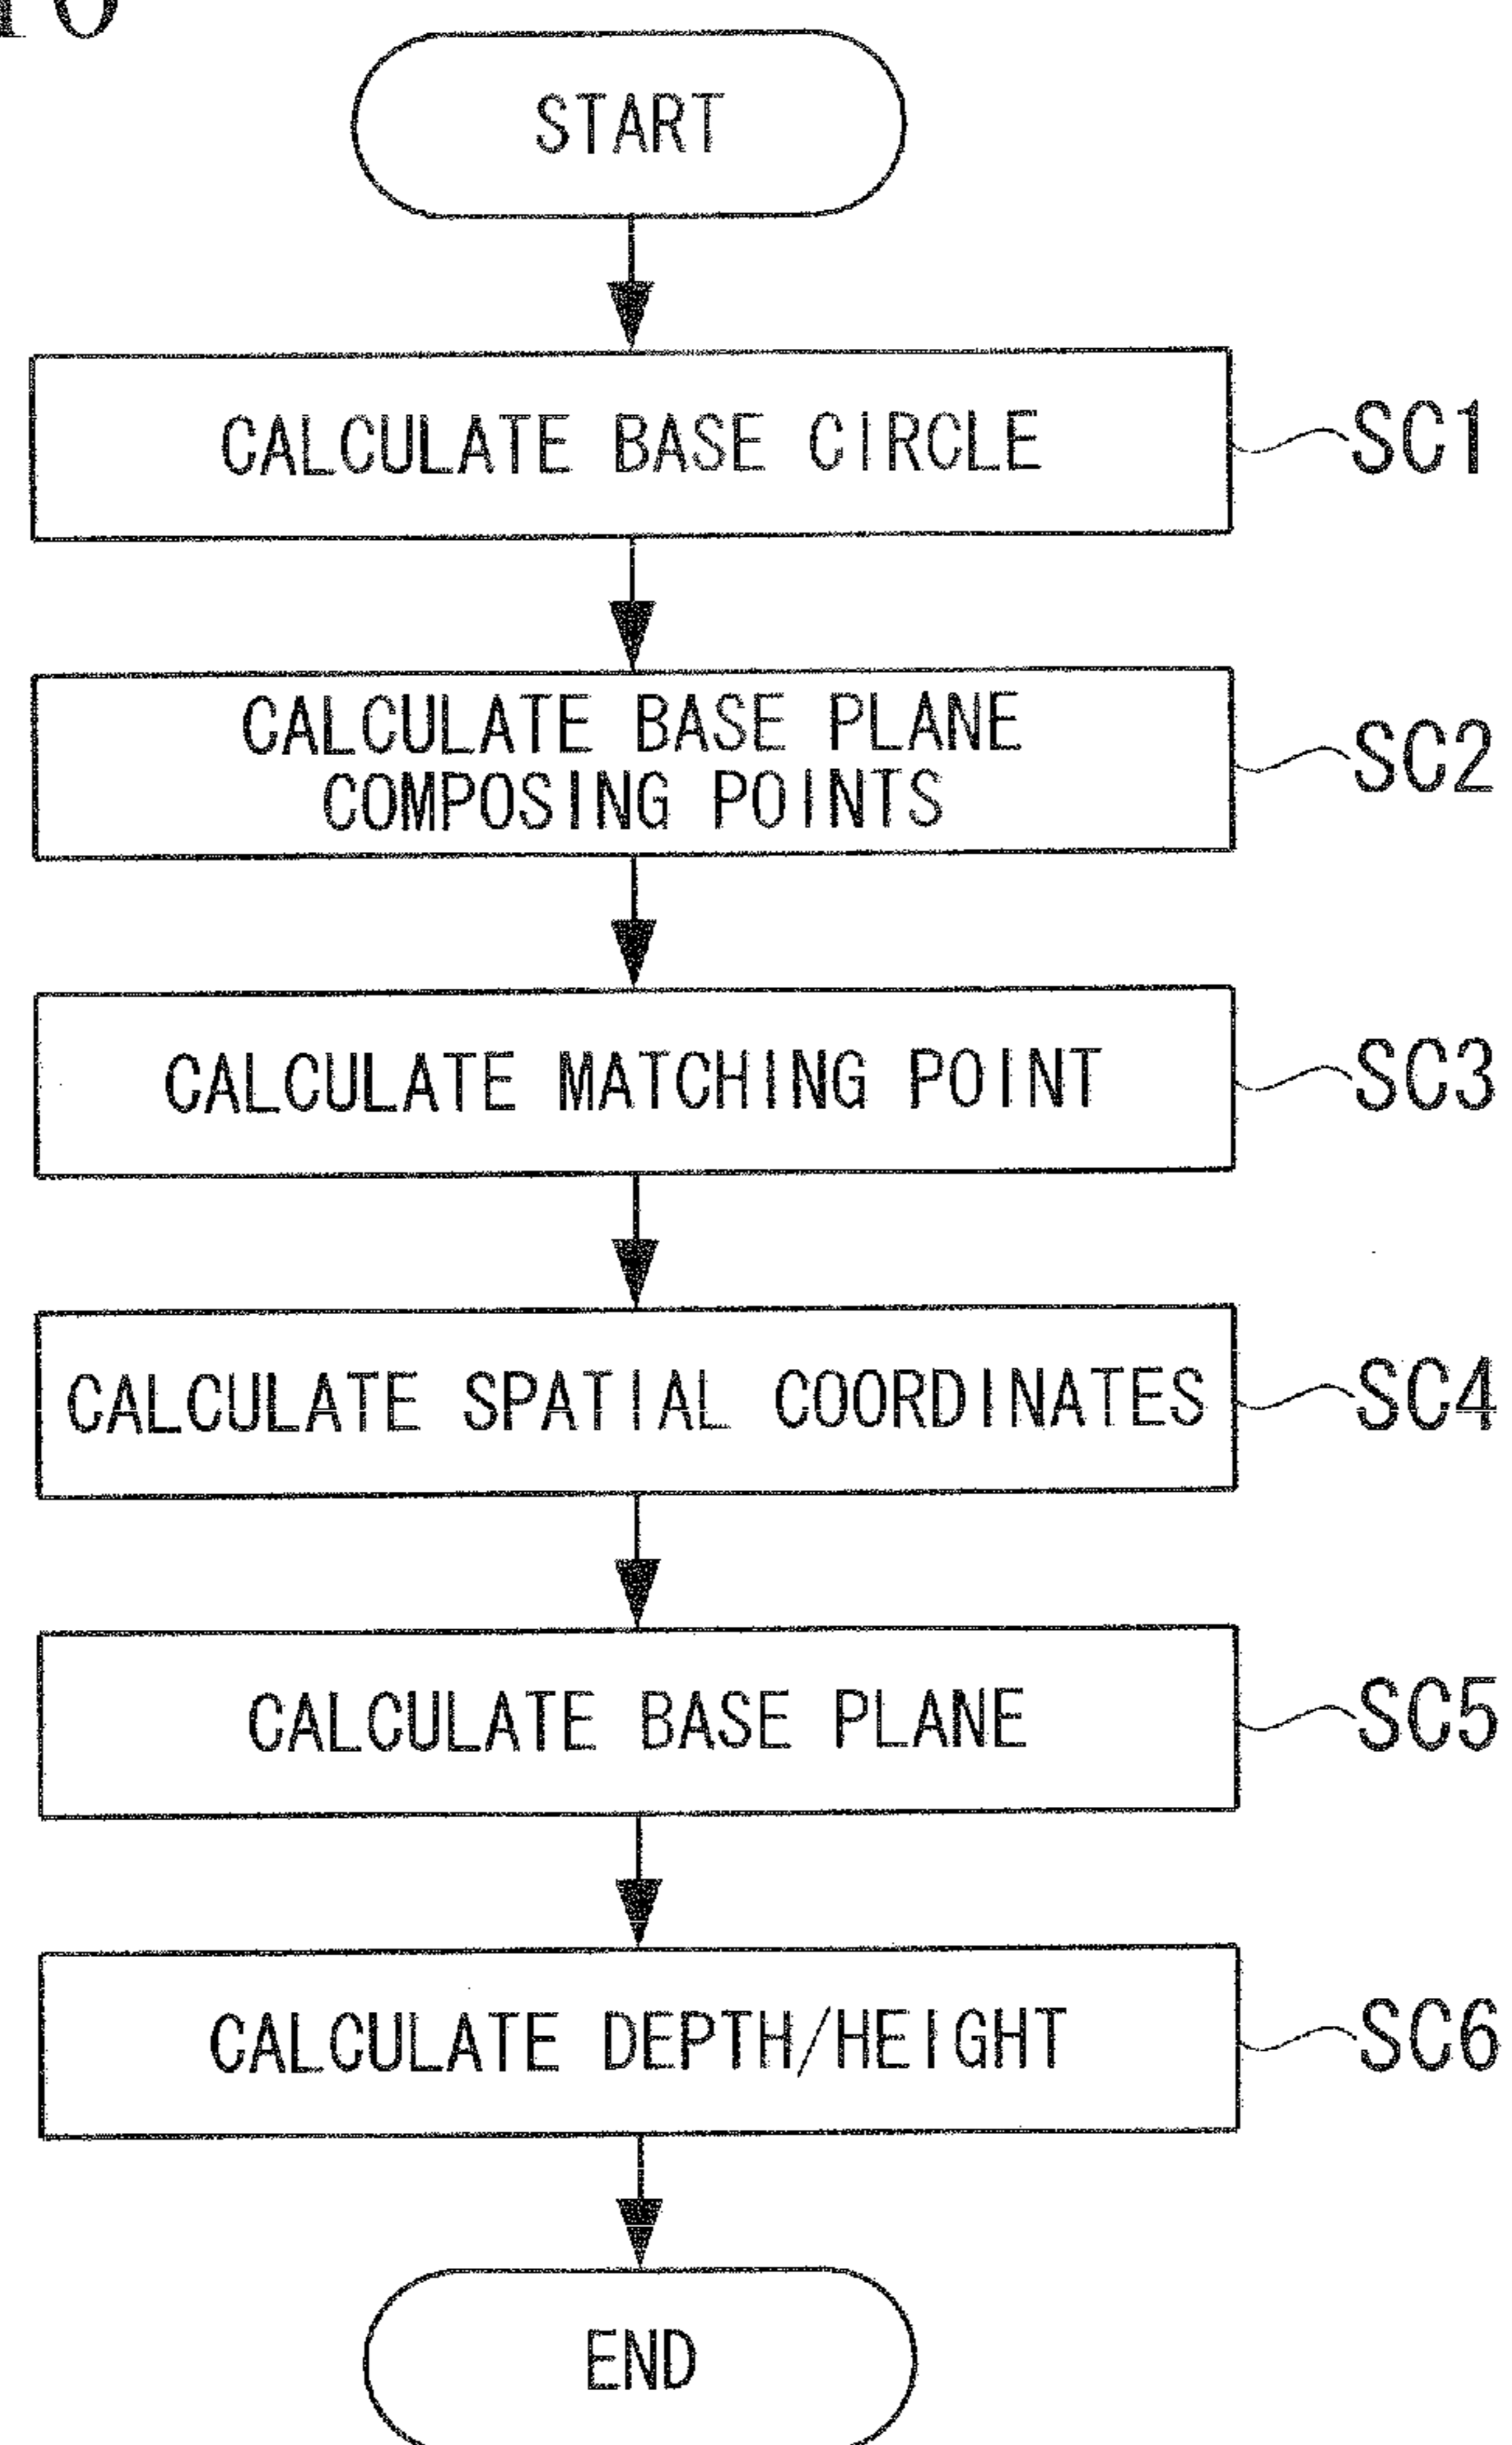 START
CALCULATE BASE CIRCLE
SC1
CALCULATE BASE PLANE
COMPOSING POINTS
SC2
CALCULATE MATCHING POINT
SC3
CALCULATE SPATIAL COORDINATES
SC4
CALCULATE BASE PLANE
SC5
CALCULATE DEPTH/HEIGHT
SC6
END